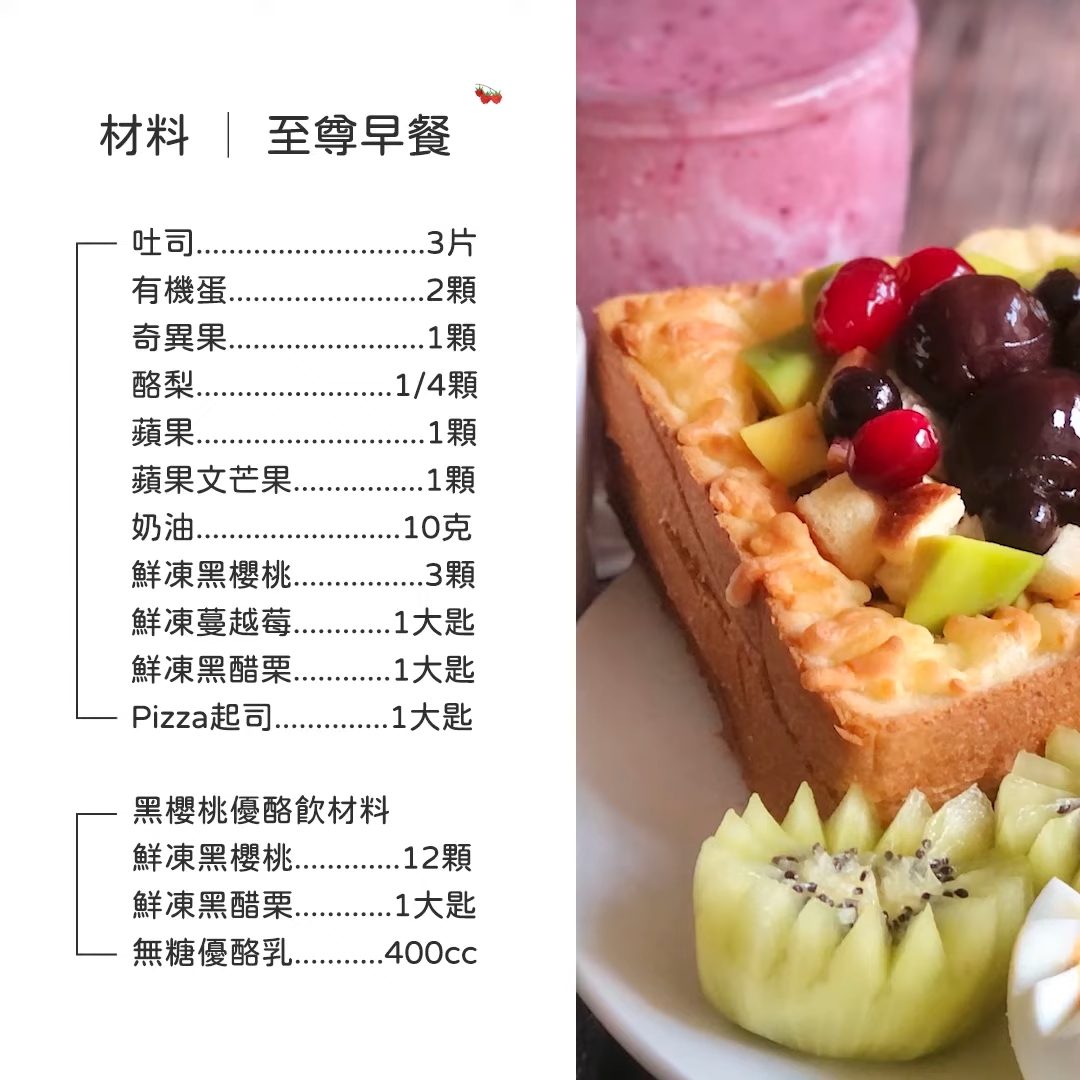 材料｜至尊早餐
吐司............................3片
有機蛋........................2顆
奇異果........................1顆
酪梨........................1/4顆
蘋果............................1顆
蘋果文芒果................1顆
奶油.........................10克
鮮凍黑櫻桃................3顆
鮮凍蔓越莓............1大匙
鮮凍黑醋栗............1大匙
Pizza起司..............1大匙
黑櫻桃優酪飲材料
鮮凍黑櫻桃.............12顆
鮮凍黑醋栗............1大匙
無糖優酪乳...........400cc